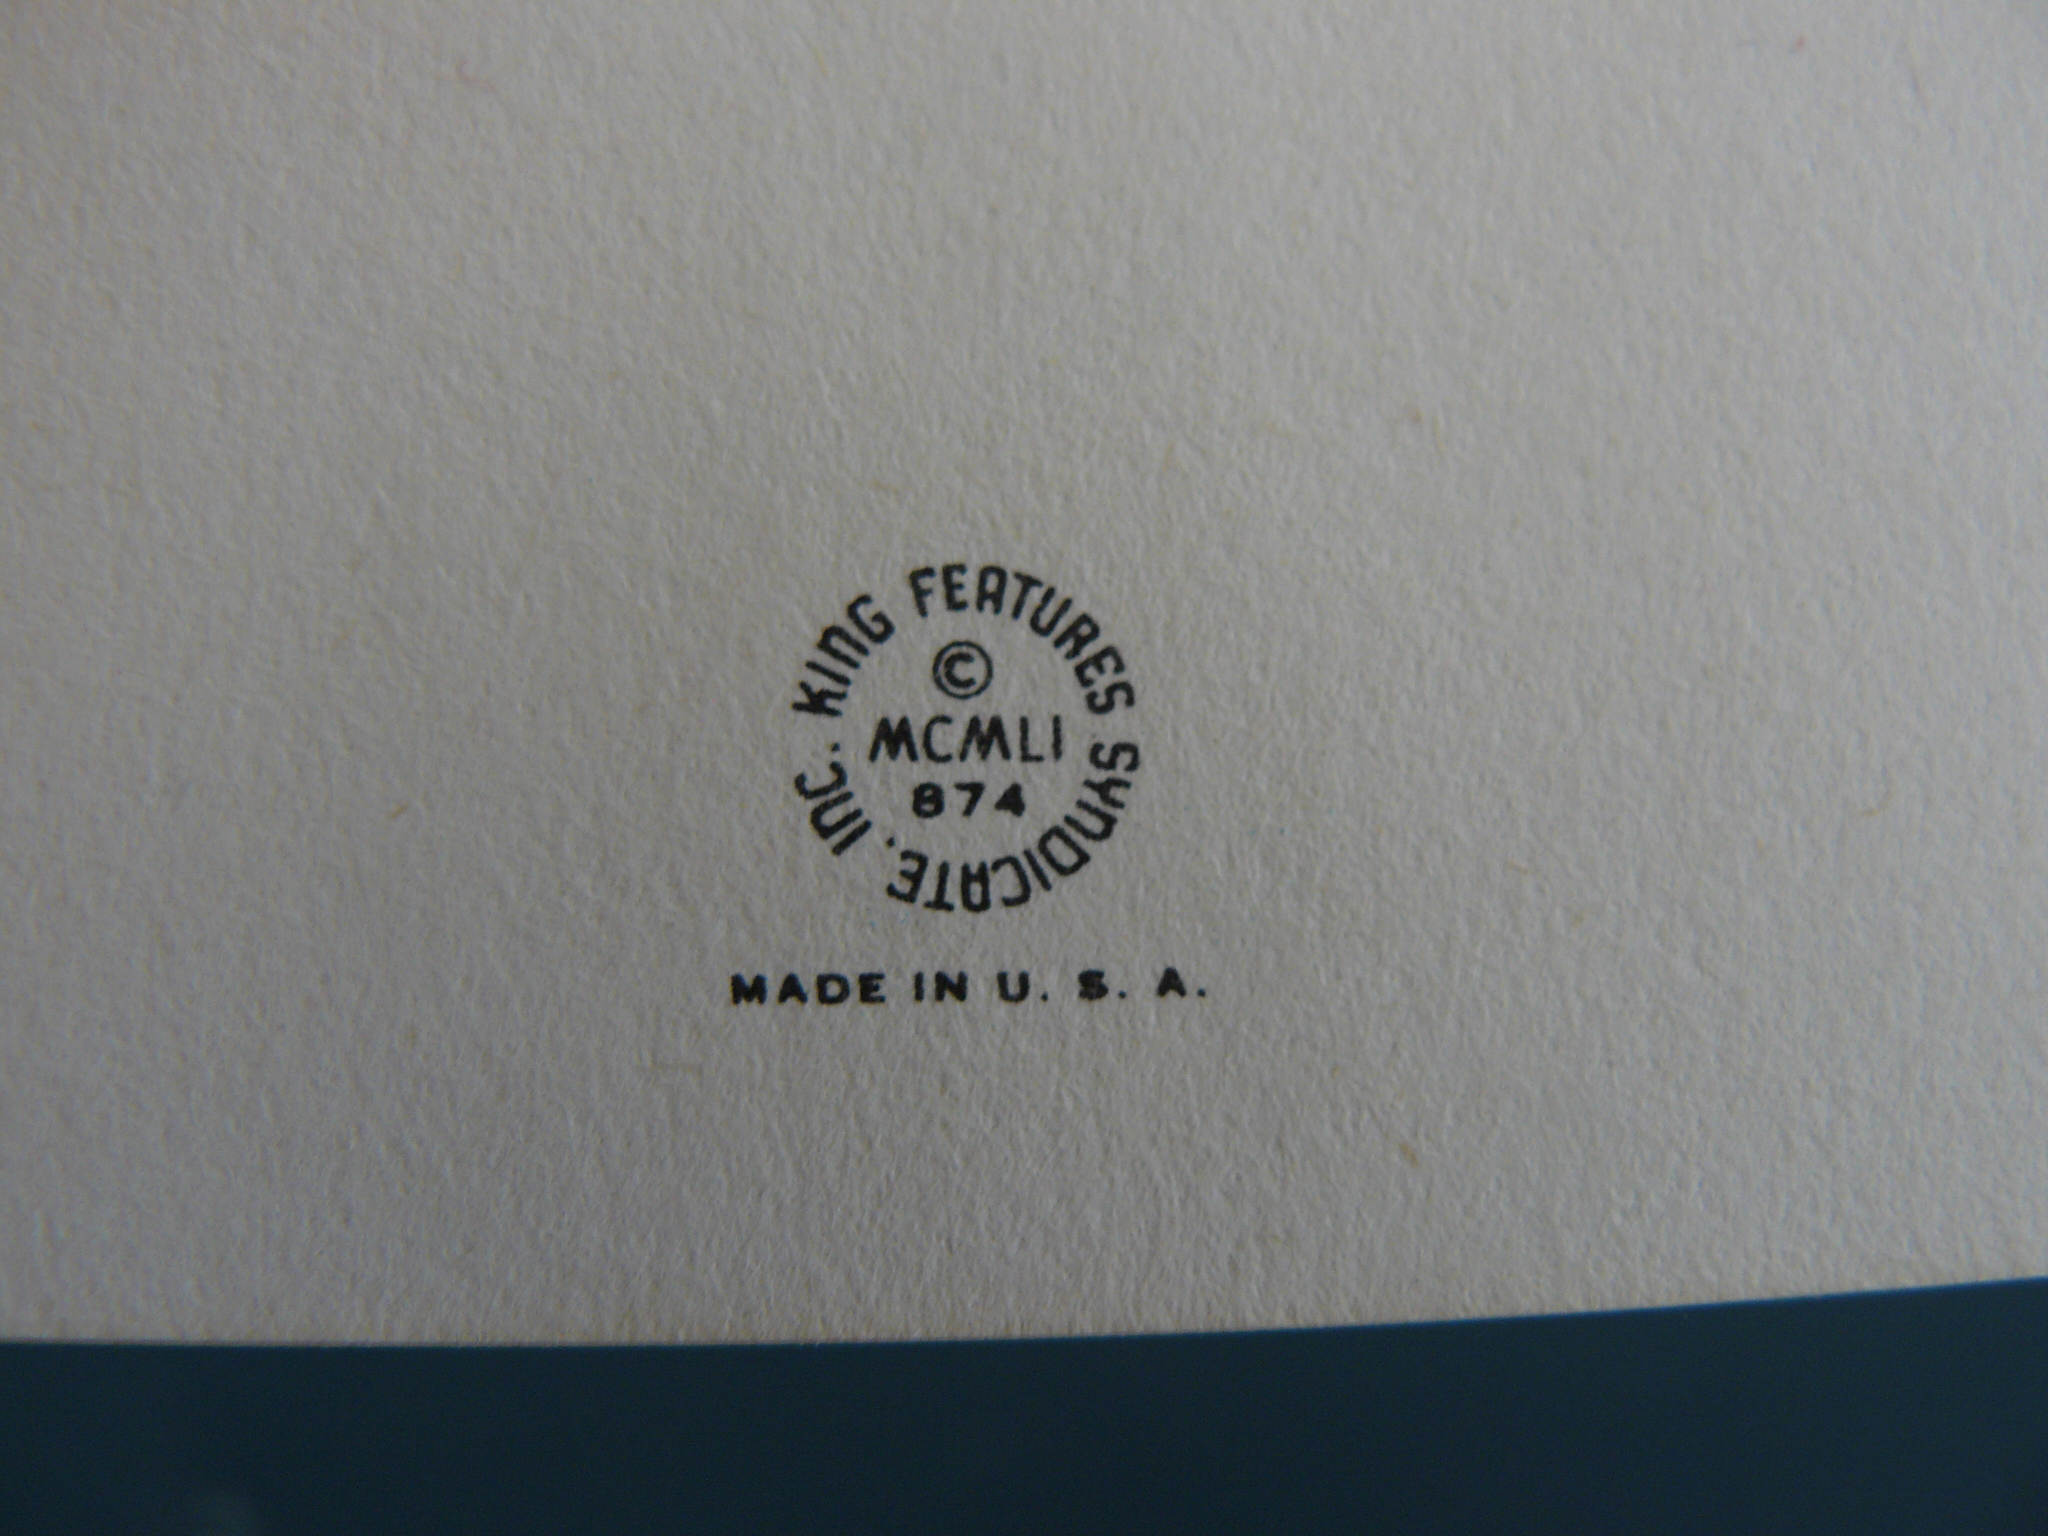 KING FEATURES SYNDICATE, INC.
©
MCMLI
874
MADE IN U. S. A.